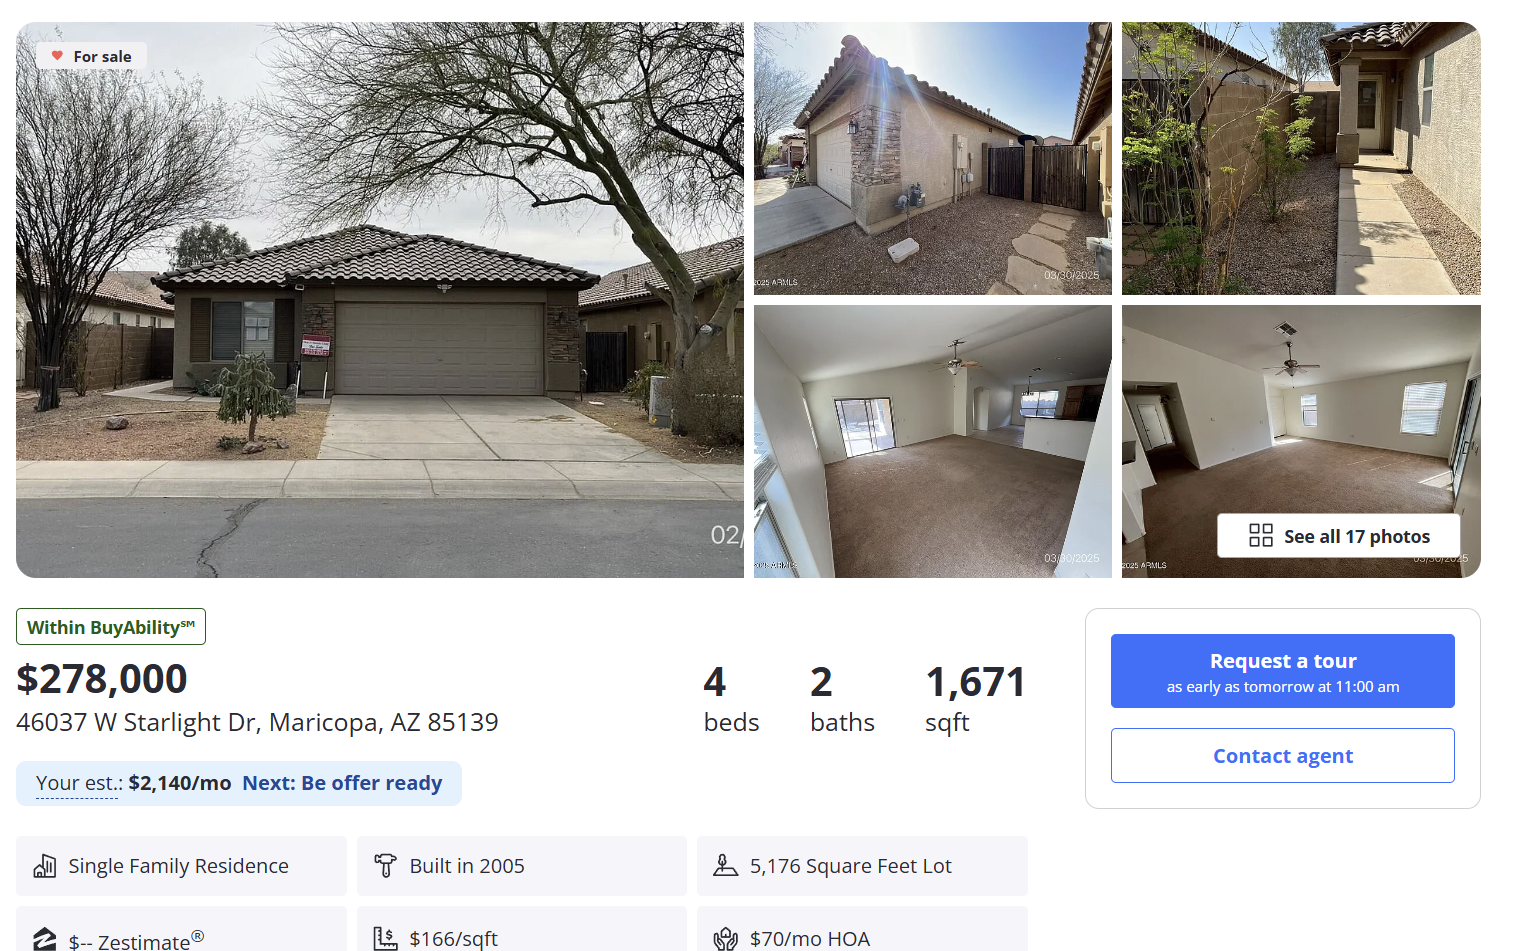 For sale
02/
03/30/2025
2025 ARMLS
03/30/2025
2025 ARMLS
03/30/2025
2025 ARMLS
See all 17 photos
Within BuyAbility℠
$278,000
46037 W Starlight Dr, Maricopa, AZ 85139
4 beds
2 baths
1,671 sqft
Request a tour
as early as tomorrow at 11:00 am
Contact agent
Your est.: $2,140/mo Next: Be offer ready
Single Family Residence
Built in 2005
5,176 Square Feet Lot
$-- Zestimate®
$166/sqft
$70/mo HOA